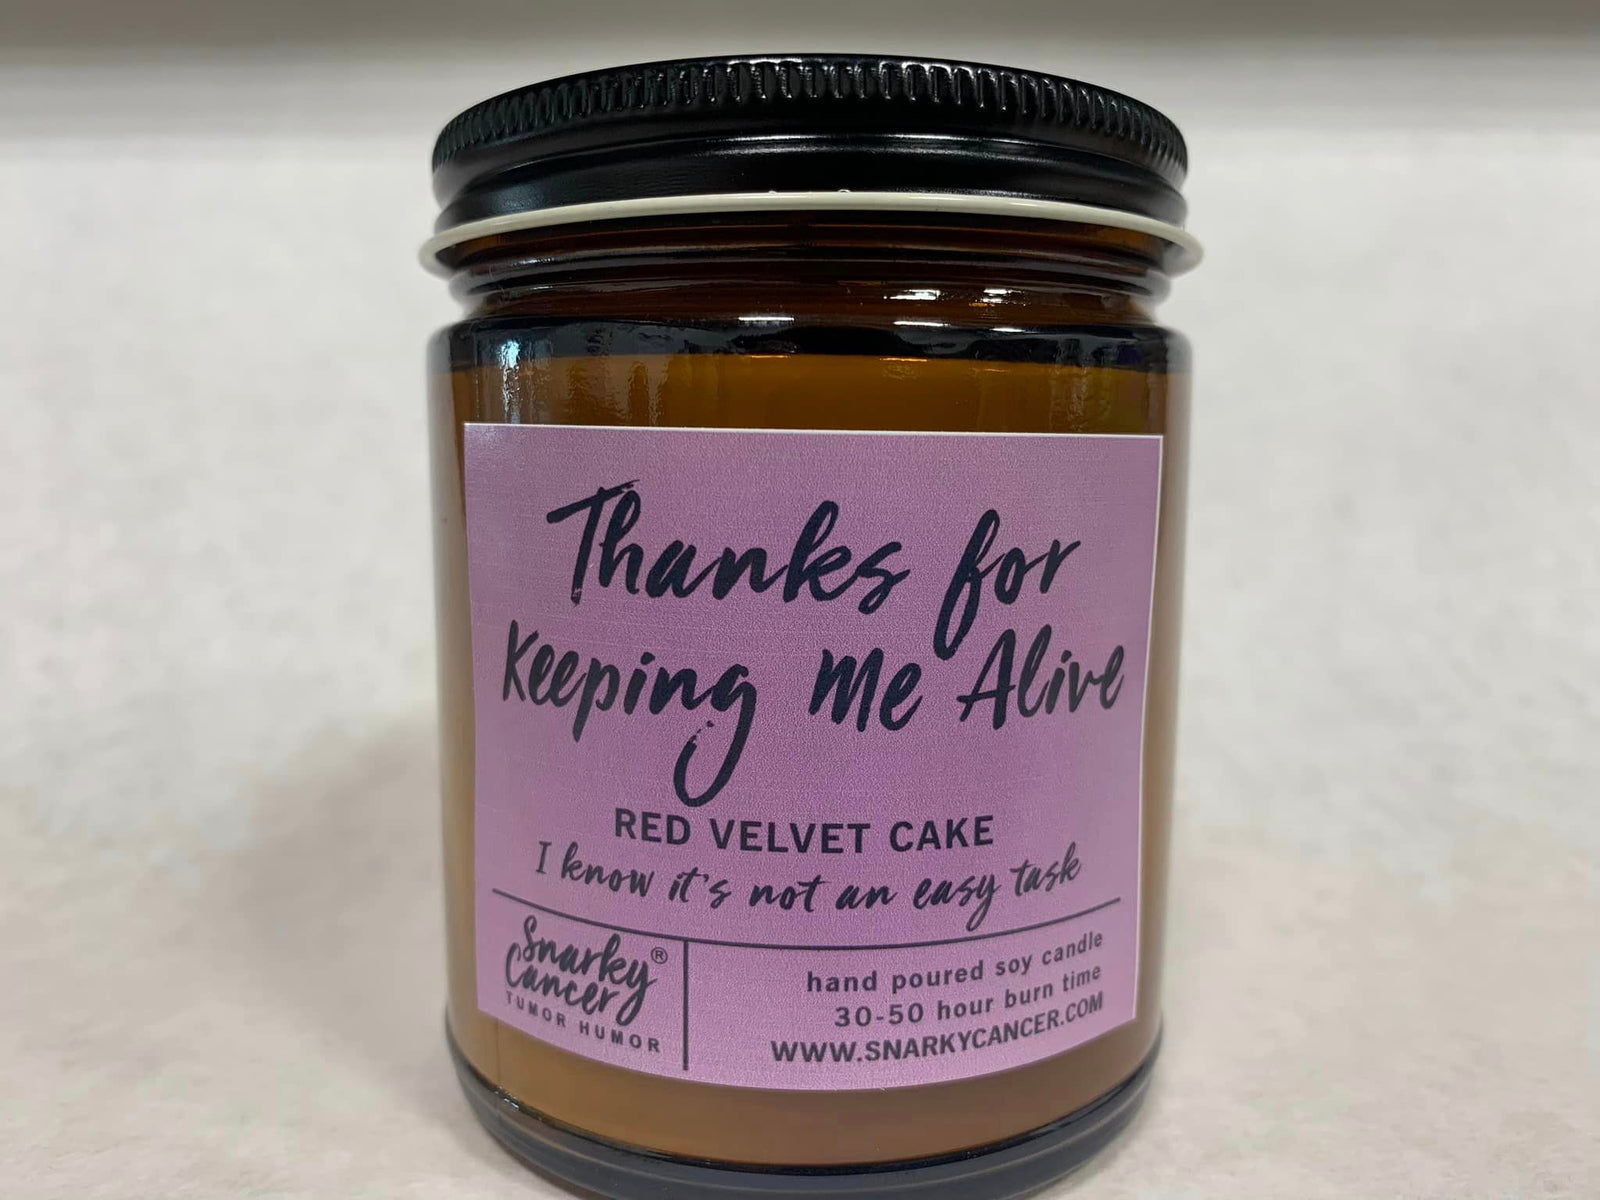 Thanks for
Keeping Me Alive
RED VELVET CAKE
I know it's not an easy task
Snarky
Cancer®
TUMOR HUMOR
hand poured soy candle
30-50 hour burn time
WWW.SNARKYCANCER.COM